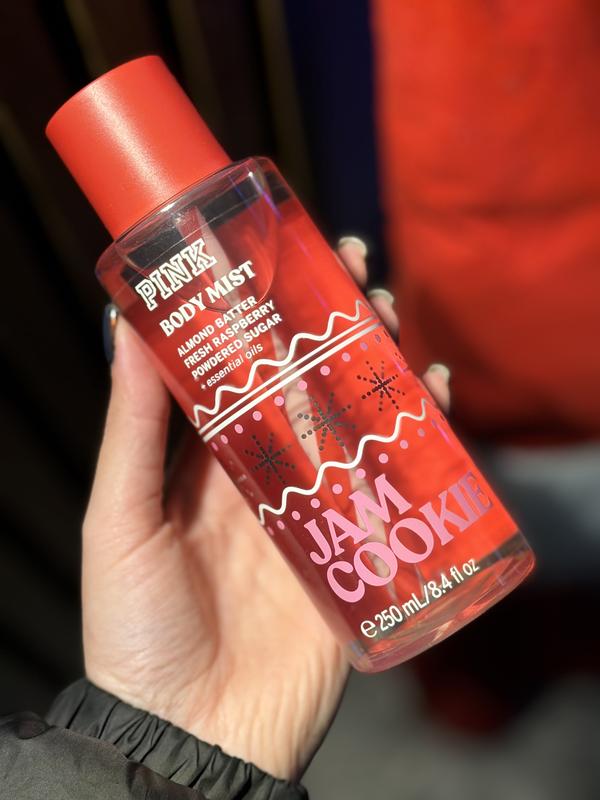 PINK
BODY MIST
ALMOND BATTER
FRESH RASPBERRY
POWDERED SUGAR
+ essential oils
JAM
COOKIE
℮ 250 mL/8.4 fl oz